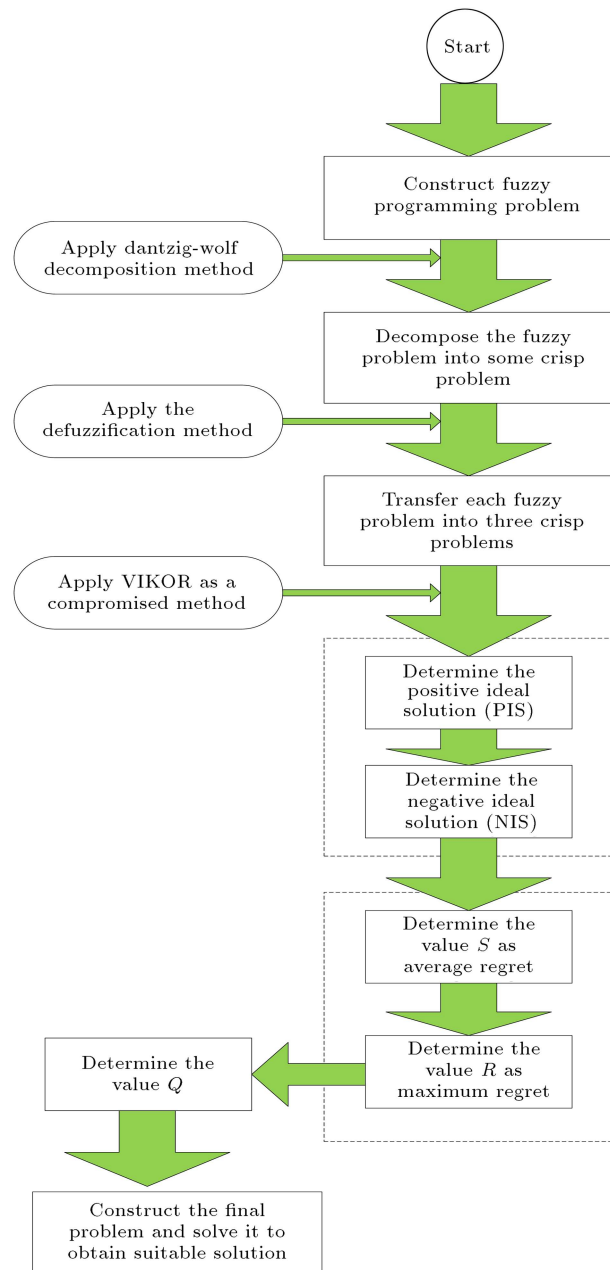 Start
Construct fuzzy
programming problem
Apply dantzig-wolf
decomposition method
Decompose the fuzzy
problem into some crisp
problem
Apply the
defuzzification method
Transfer each fuzzy
problem into three crisp
problems
Apply VIKOR as a
compromised method
Determine the
positive ideal
solution (PIS)
Determine the
negative ideal
solution (NIS)
Determine the
value S as
average regret
Determine the
value R as
maximum regret
Determine the
value Q
Construct the final
problem and solve it to
obtain suitable solution